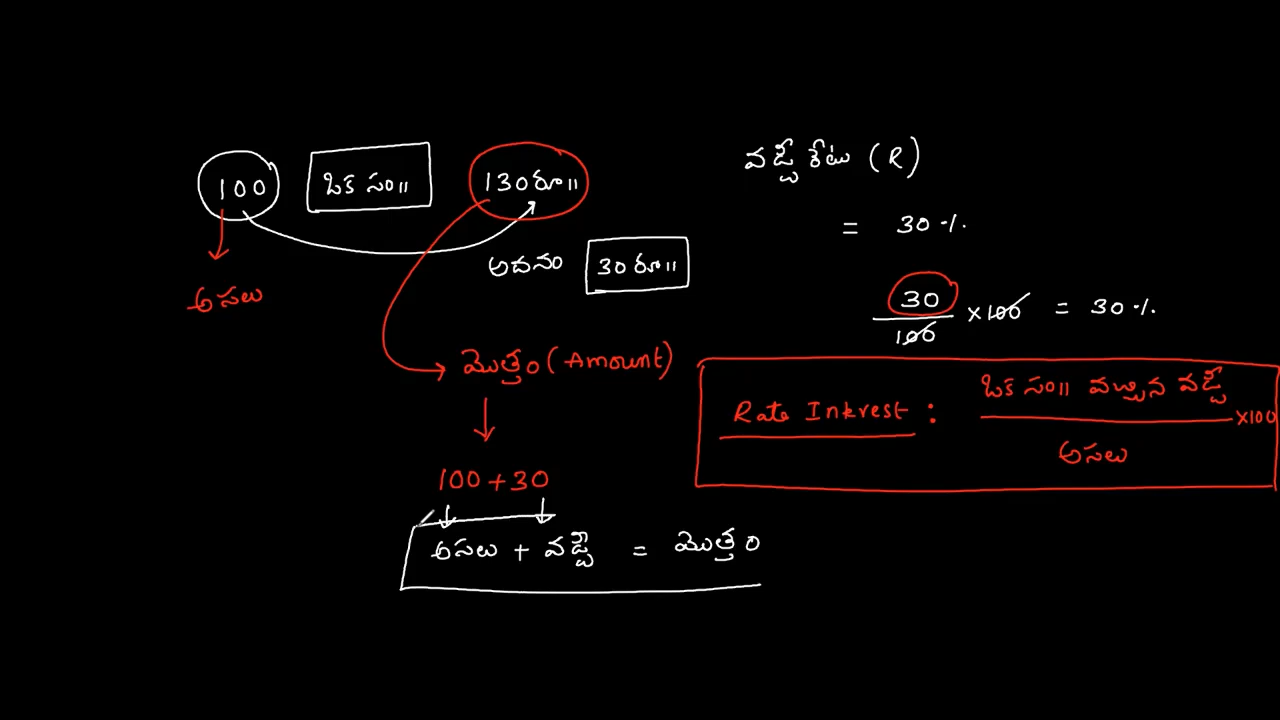 100 ఒక సం॥ 130రూ॥
అదనం 30రూ॥
అసలు
మొత్తం (Amount)
100 + 30
అసలు + వడ్డీ = మొత్తం
వడ్డీ రేటు (R)
= 30%.
30/100 × 100 = 30%.
Rate Interest : ఒక సం॥ వచ్చిన వడ్డీ / అసలు ×100